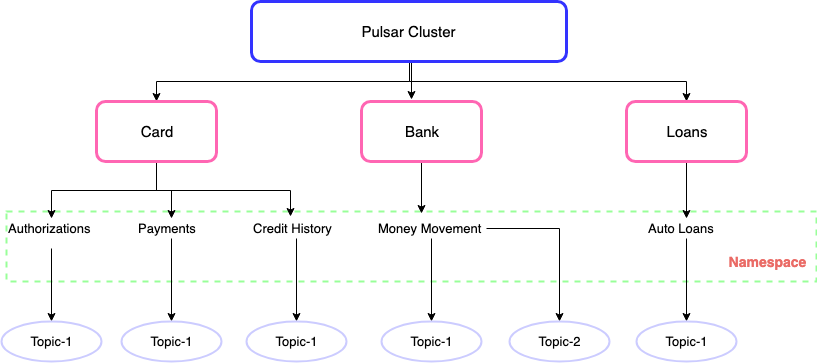 Pulsar Cluster
Card
Bank
Loans
Authorizations
Payments
Credit History
Money Movement
Auto Loans
Namespace
Topic-1
Topic-1
Topic-1
Topic-1
Topic-2
Topic-1